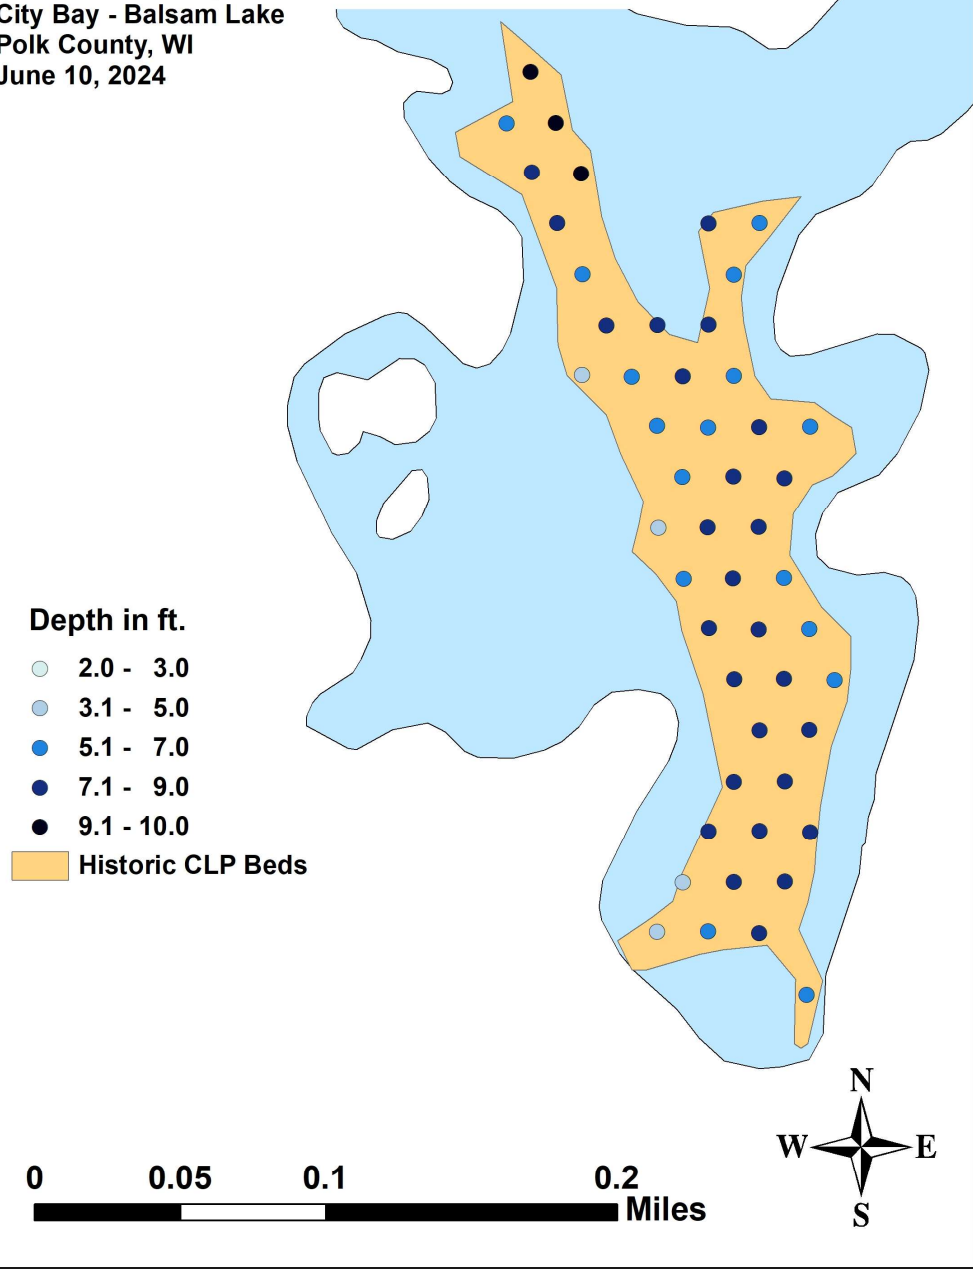 City Bay - Balsam Lake
Polk County, WI
June 10, 2024
Depth in ft.
2.0 - 3.0
3.1 - 5.0
5.1 - 7.0
7.1 - 9.0
9.1 - 10.0
Historic CLP Beds
N
W E
S
0 0.05 0.1 0.2
Miles